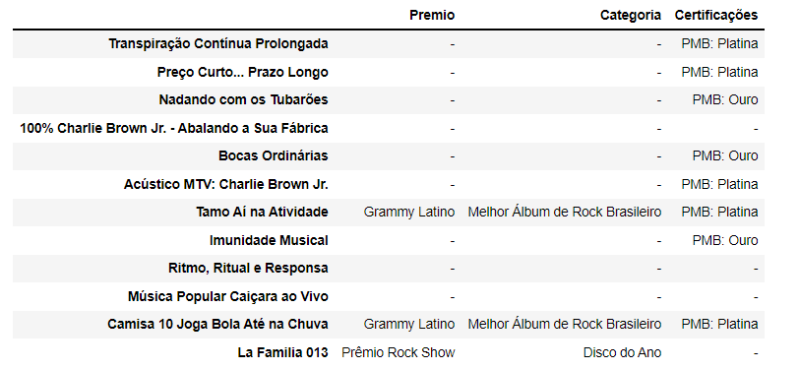 Premio Categoria Certificações
Transpiração Contínua Prolongada - - PMB: Platina
Preço Curto... Prazo Longo - - PMB: Platina
Nadando com os Tubarões - - PMB: Ouro
100% Charlie Brown Jr. - Abalando a Sua Fábrica - - -
Bocas Ordinárias - - PMB: Ouro
Acústico MTV: Charlie Brown Jr. - - PMB: Platina
Tamo Aí na Atividade Grammy Latino Melhor Álbum de Rock Brasileiro PMB: Platina
Imunidade Musical - - PMB: Ouro
Ritmo, Ritual e Responsa - - -
Música Popular Caiçara ao Vivo - - -
Camisa 10 Joga Bola Até na Chuva Grammy Latino Melhor Álbum de Rock Brasileiro PMB: Platina
La Familia 013 Prêmio Rock Show Disco do Ano -